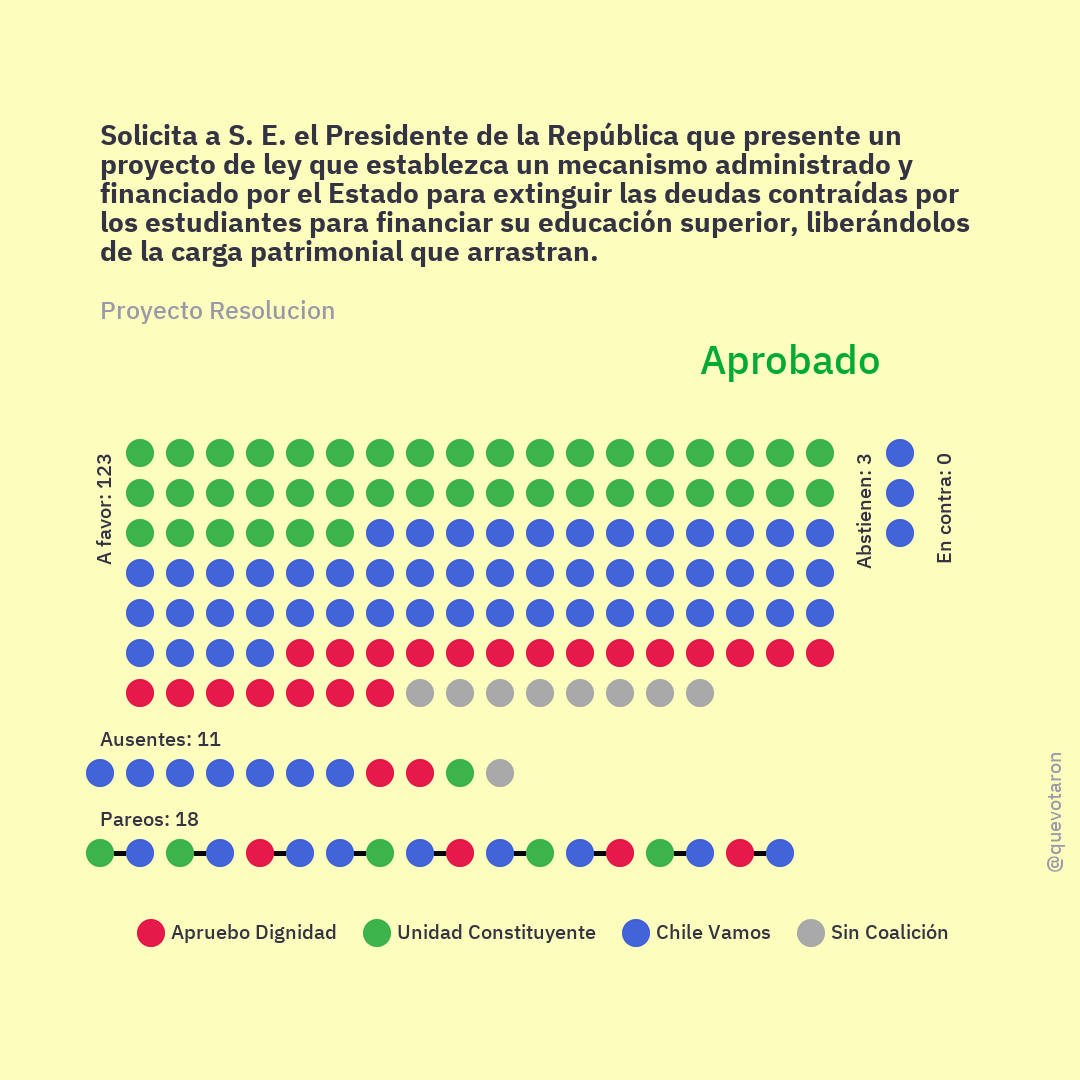 Solicita a S. E. el Presidente de la República que presente un
proyecto de ley que establezca un mecanismo administrado y
financiado por el Estado para extinguir las deudas contraídas por
los estudiantes para financiar su educación superior, liberándolos
de la carga patrimonial que arrastran.
Proyecto Resolucion
Aprobado
A favor: 123
Abstienen: 3
En contra: 0
Ausentes: 11
Pareos: 18
@quevotaron
Apruebo Dignidad
Unidad Constituyente
Chile Vamos
Sin Coalición